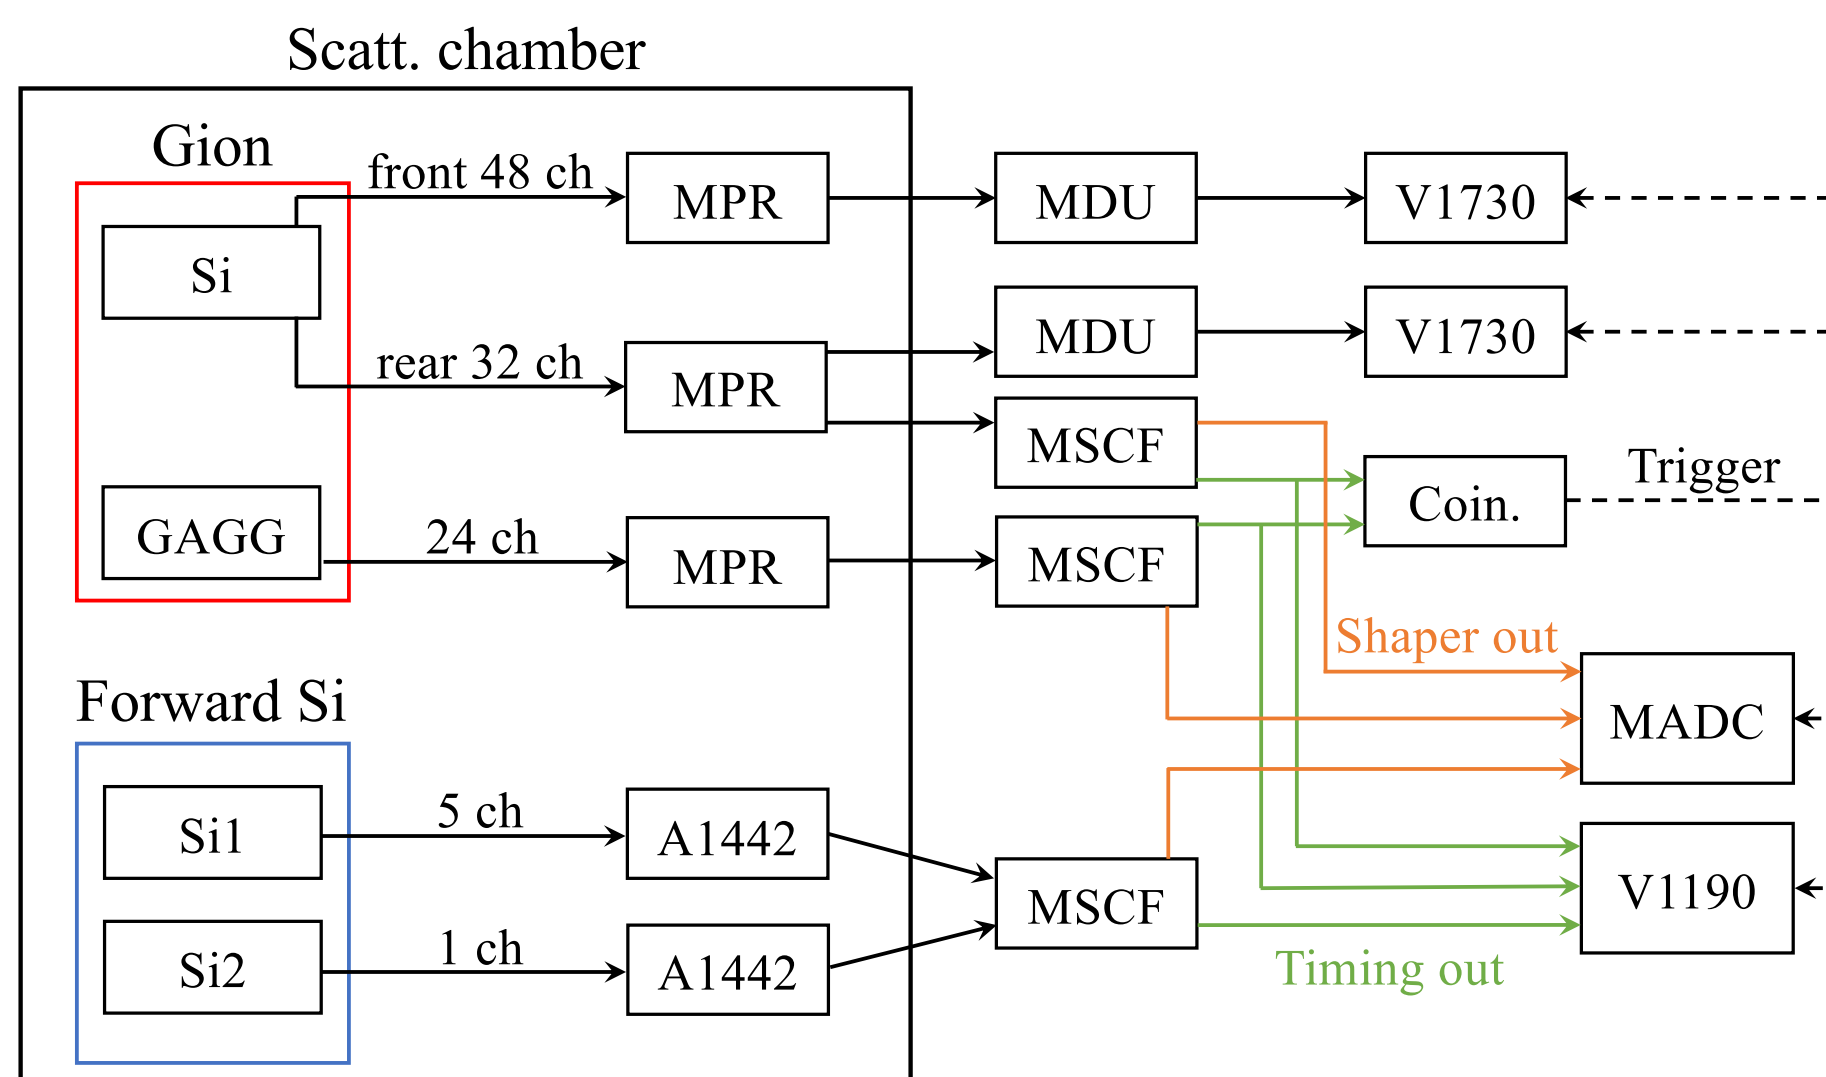 Scatt. chamber
Gion
front 48 ch
MPR
MDU
V1730
Si
rear 32 ch
MPR
MDU
V1730
MSCF
Coin.
Trigger
GAGG
24 ch
MPR
MSCF
Shaper out
MADC
Forward Si
Si1
5 ch
A1442
MSCF
V1190
Si2
1 ch
A1442
Timing out